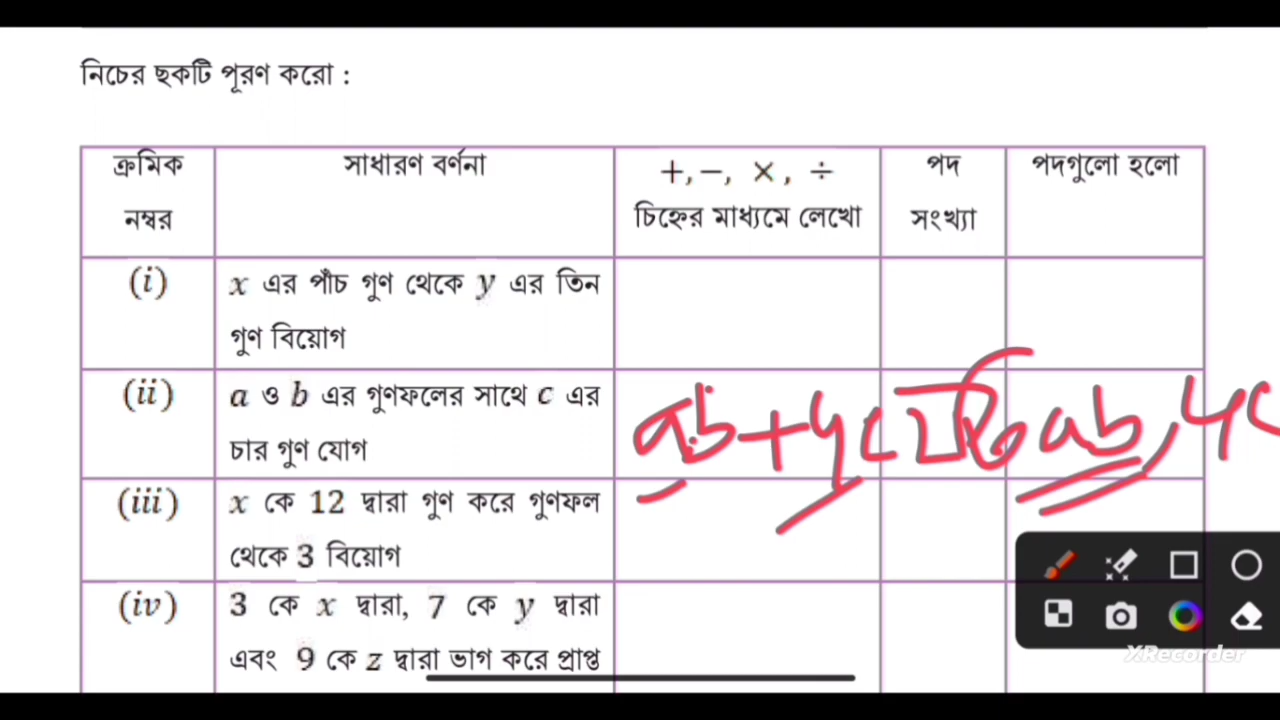 নিচের ছকটি পূরণ করো :
ক্রমিক নম্বর
সাধারণ বর্ণনা
+, −, ×, ÷
চিহ্নের মাধ্যমে লেখো
পদ সংখ্যা
পদগুলো হলো
(i)
x এর পাঁচ গুণ থেকে y এর তিন
গুণ বিয়োগ
(ii)
a ও b এর গুণফলের সাথে c এর
চার গুণ যোগ
ab + 4c
ab, 4c
(iii)
x কে 12 দ্বারা গুণ করে গুণফল
থেকে 3 বিয়োগ
(iv)
3 কে x দ্বারা, 7 কে y দ্বারা
এবং 9 কে z দ্বারা ভাগ করে প্রাপ্ত
XRecorder